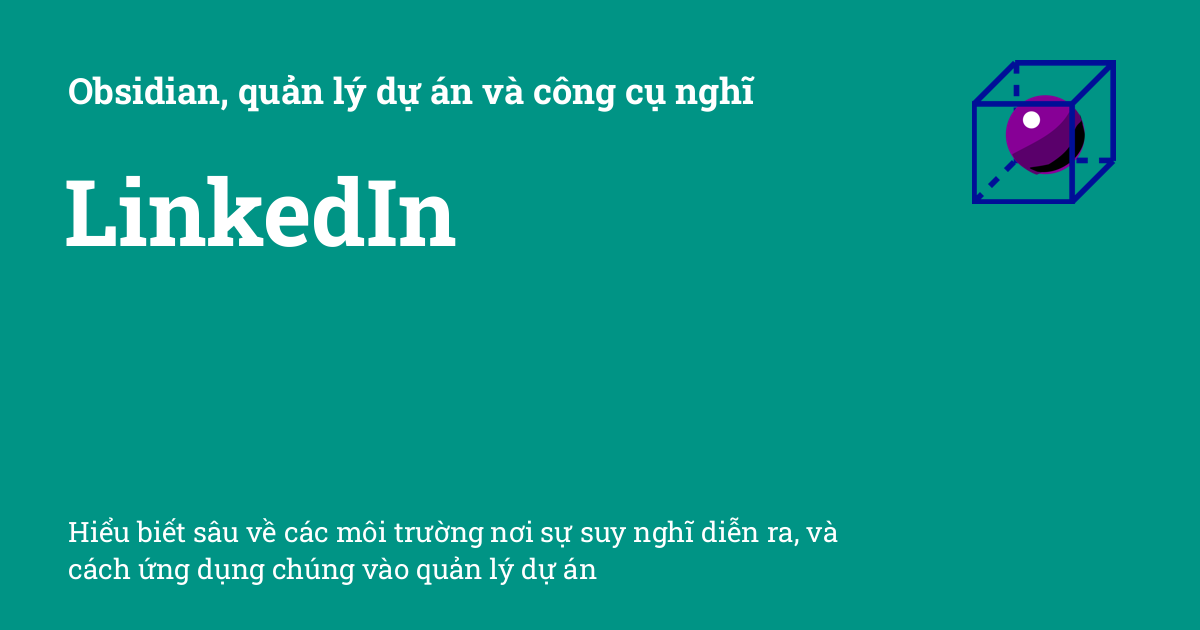 Obsidian, quản lý dự án và công cụ nghĩ
LinkedIn
Hiểu biết sâu về các môi trường nơi sự suy nghĩ diễn ra, và
cách ứng dụng chúng vào quản lý dự án